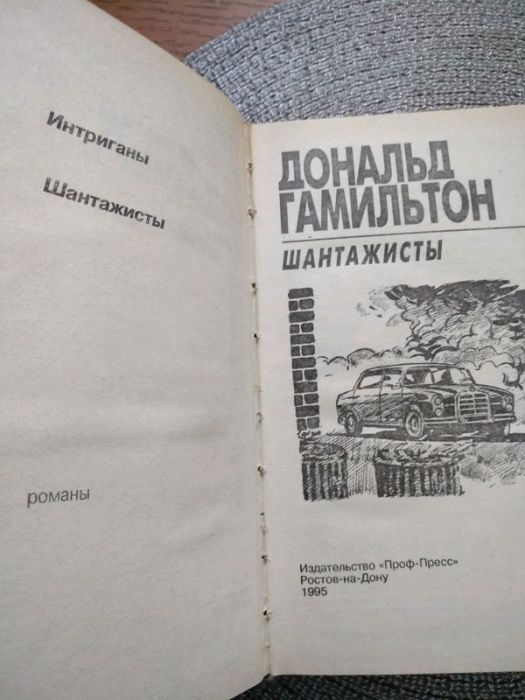 Интриганы
Шантажисты
романы
ДОНАЛЬД
ГАМИЛЬТОН
ШАНТАЖИСТЫ
Издательство «Проф-Пресс»
Ростов-на-Дону
1995